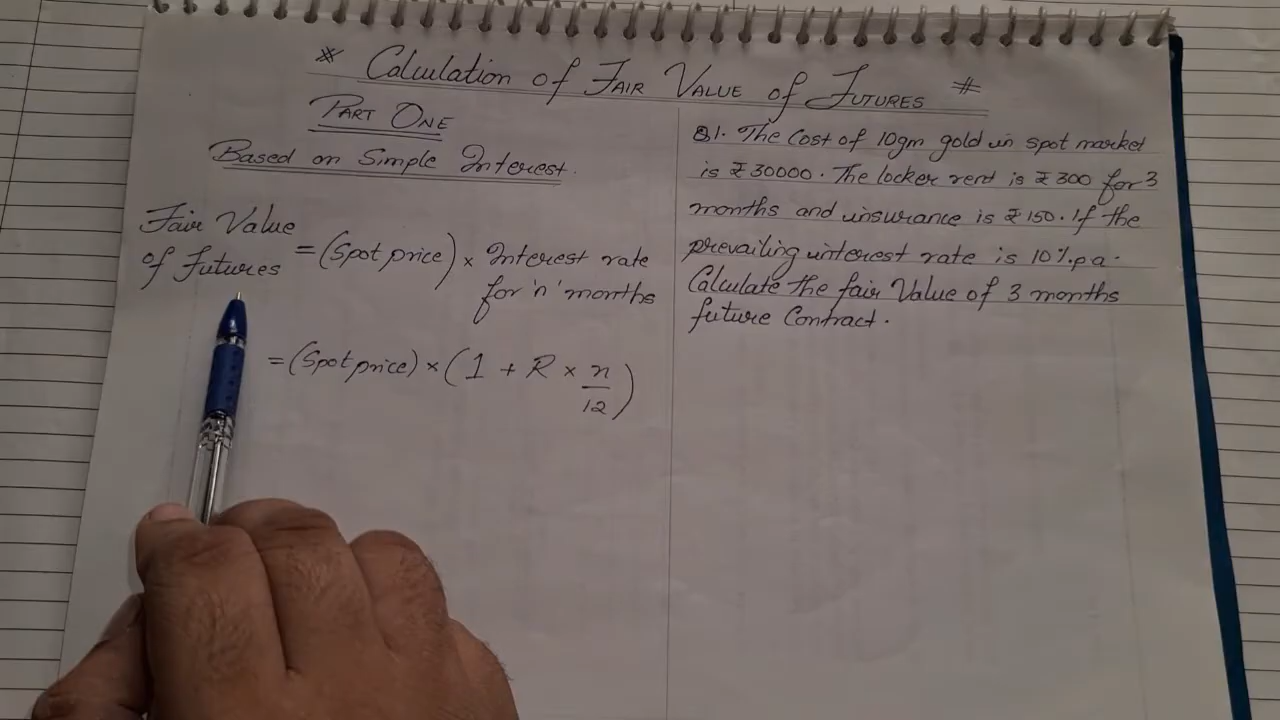 * Calculation of FAIR VALUE of FUTURES *
PART ONE
Based on Simple Interest.
Fair Value
of Futures = (Spot price) × Interest rate
for 'n' months
= (Spot price) × (1 + R × n
12)
Q1. The cost of 10gm gold in spot market
is ₹30000. The locker rent is ₹300 for 3
months and insurance is ₹150. If the
prevailing interest rate is 10%.p.a.
Calculate the fair Value of 3 months
future Contract.